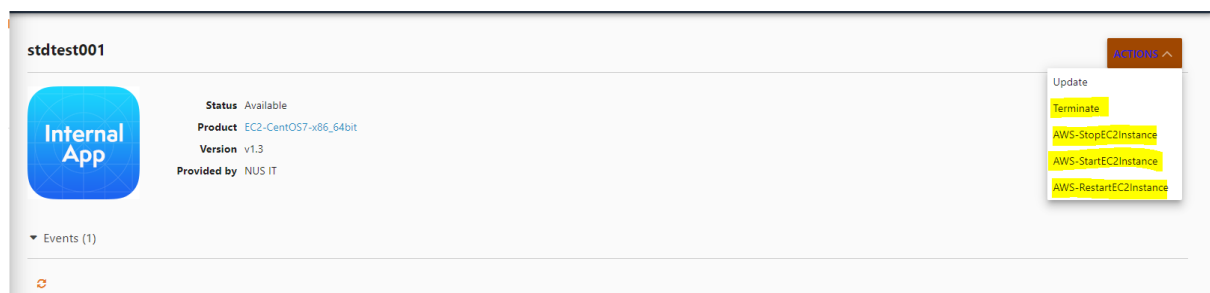 stdtest001
ACTIONS
Update
Terminate
AWS-StopEC2Instance
AWS-StartEC2Instance
AWS-RestartEC2Instance
Internal
App
Status Available
Product EC2-CentOS7-x86_64bit
Version v1.3
Provided by NUS IT
Events (1)